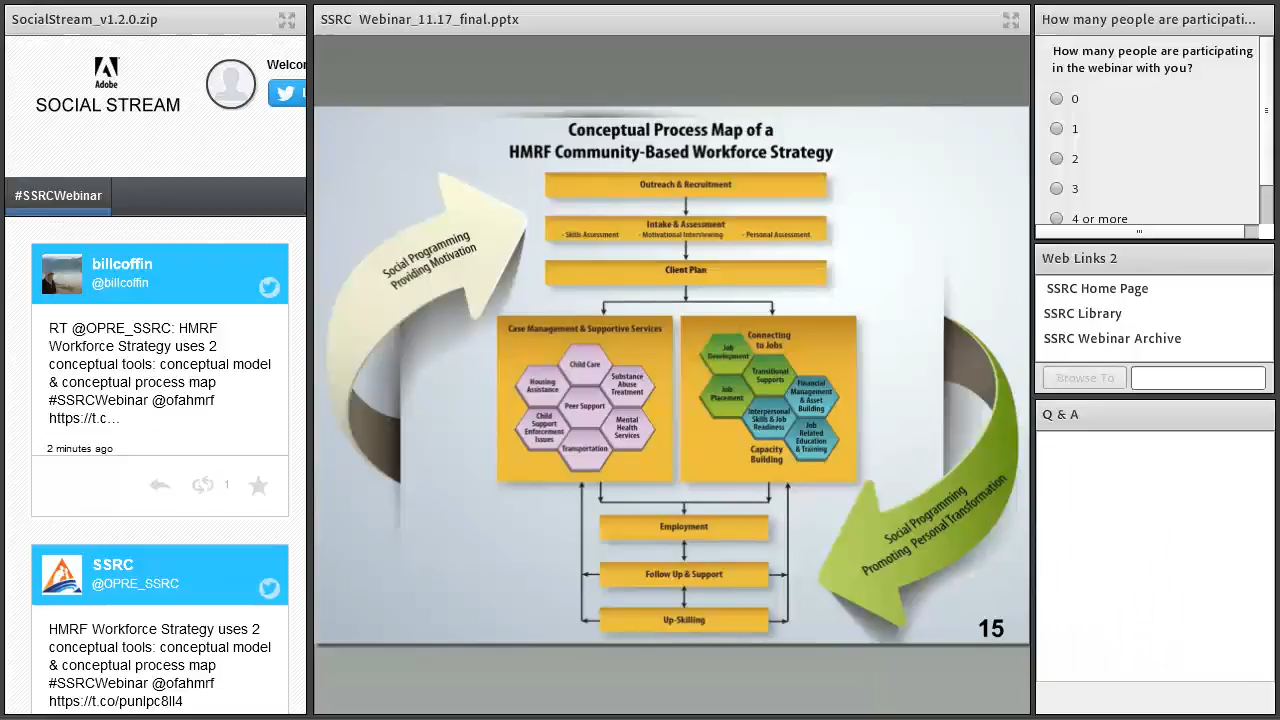 SocialStream_v1.2.0.zip
Adobe
SOCIAL STREAM
Welcor
#SSRCWebinar
billcoffin
@billcoffin
RT @OPRE_SSRC: HMRF
Workforce Strategy uses 2
conceptual tools: conceptual model
& conceptual process map
#SSRCWebinar @ofahmrf
https://t.c…
2 minutes ago
1
SSRC
@OPRE_SSRC
HMRF Workforce Strategy uses 2
conceptual tools: conceptual model
& conceptual process map
#SSRCWebinar @ofahmrf
SSRC Webinar_11.17_final.pptx
Conceptual Process Map of a
HMRF Community-Based Workforce Strategy
Outreach & Recruitment
Intake & Assessment
- Skills Assessment - Motivational Interviewing - Personal Assessment
Client Plan
Social Programming
Providing Motivation
Case Management & Supportive Services
Child Care
Housing
Assistance
Substance
Abuse
Treatment
Peer Support
Child
Support
Enforcement
Issues
Mental
Health
Services
Transportation
Connecting
to Jobs
Job
Development
Transitional
Supports
Job
Placement
Financial
Management
& Asset
Building
Interpersonal
Skills & Job
Readiness
Job
Related
Education
& Training
Capacity
Building
Employment
Follow Up & Support
Up-Skilling
Social Programming
Promoting Personal Transformation
15
How many people are participati...
How many people are participating
in the webinar with you?
0
1
2
3
4 or more
Web Links 2
SSRC Home Page
SSRC Library
SSRC Webinar Archive
Browse To
Q & A